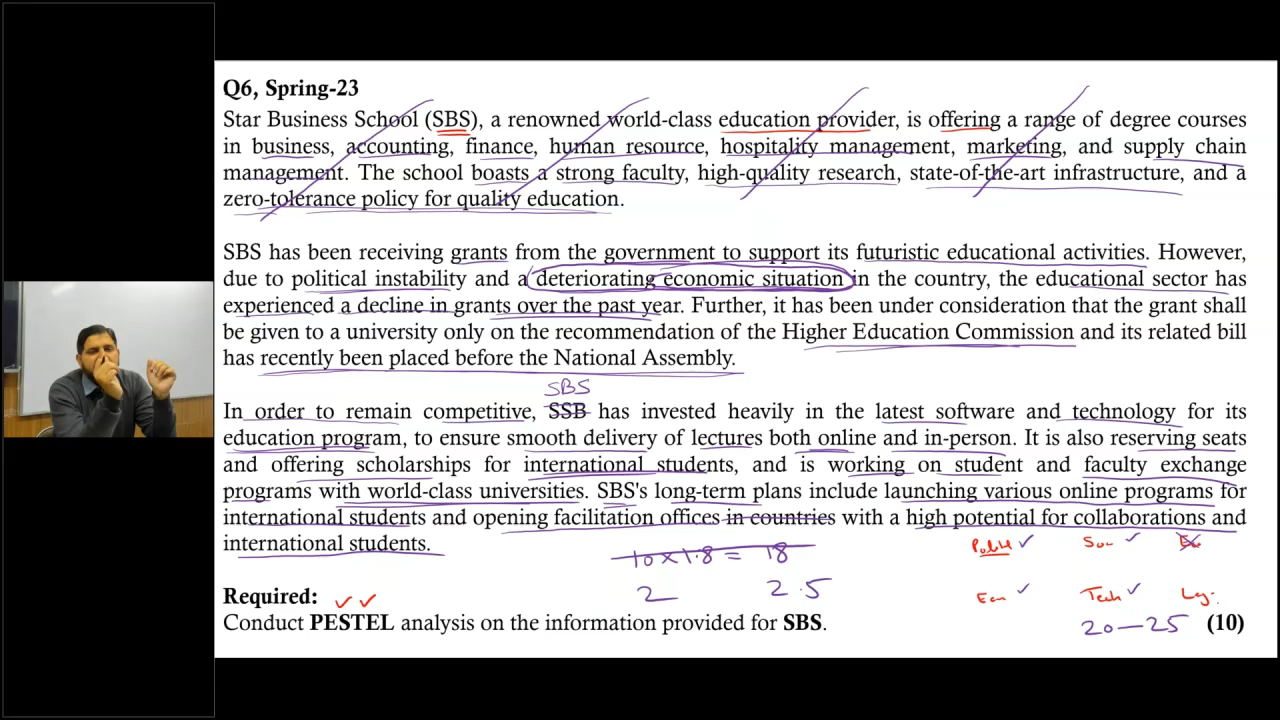 Q6, Spring-23
Star Business School (SBS), a renowned world-class education provider, is offering a range of degree courses
in business, accounting, finance, human resource, hospitality management, marketing, and supply chain
management. The school boasts a strong faculty, high-quality research, state-of-the-art infrastructure, and a
zero-tolerance policy for quality education.
SBS has been receiving grants from the government to support its futuristic educational activities. However,
due to political instability and a deteriorating economic situation in the country, the educational sector has
experienced a decline in grants over the past year. Further, it has been under consideration that the grant shall
be given to a university only on the recommendation of the Higher Education Commission and its related bill
has recently been placed before the National Assembly.
SBS
In order to remain competitive, SSB has invested heavily in the latest software and technology for its
education program, to ensure smooth delivery of lectures both online and in-person. It is also reserving seats
and offering scholarships for international students, and is working on student and faculty exchange
programs with world-class universities. SBS's long-term plans include launching various online programs for
international students and opening facilitation offices in countries with a high potential for collaborations and
international students.
10 x 1.8 = 18
2 2.5
Tech
Required:
Conduct PESTEL analysis on the information provided for SBS.
20-25 (10)